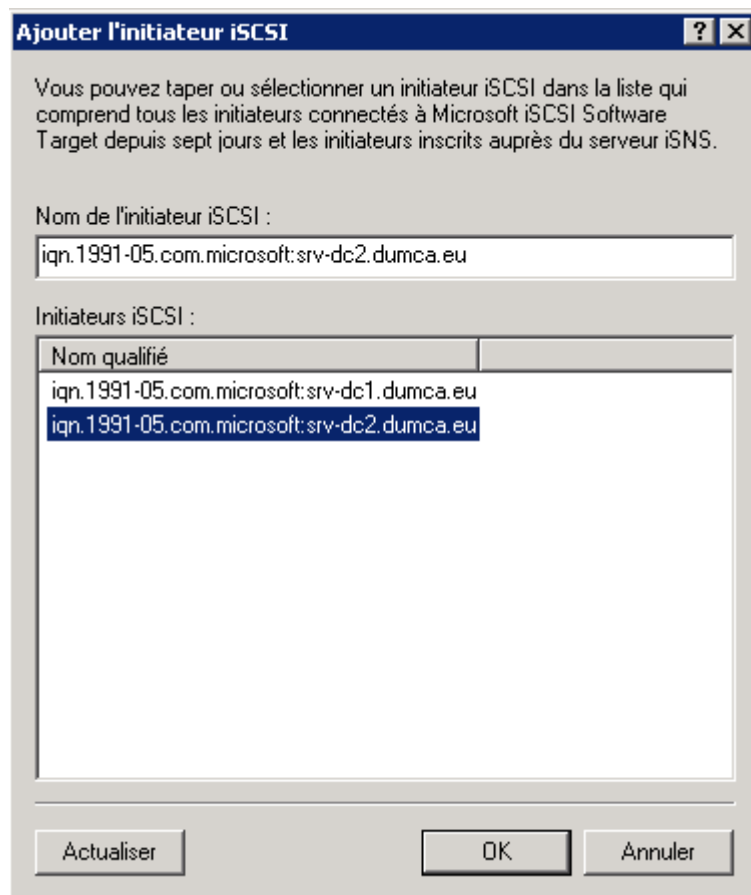 Ajouter l'initiateur iSCSI
Vous pouvez taper ou sélectionner un initiateur iSCSI dans la liste qui
comprend tous les initiateurs connectés à Microsoft iSCSI Software
Target depuis sept jours et les initiateurs inscrits auprès du serveur iSNS.
Nom de l'initiateur iSCSI :
iqn.1991-05.com.microsoft:srv-dc2.dumca.eu
Initiateurs iSCSI :
Nom qualifié
iqn.1991-05.com.microsoft:srv-dc1.dumca.eu
iqn.1991-05.com.microsoft:srv-dc2.dumca.eu
Actualiser
OK
Annuler